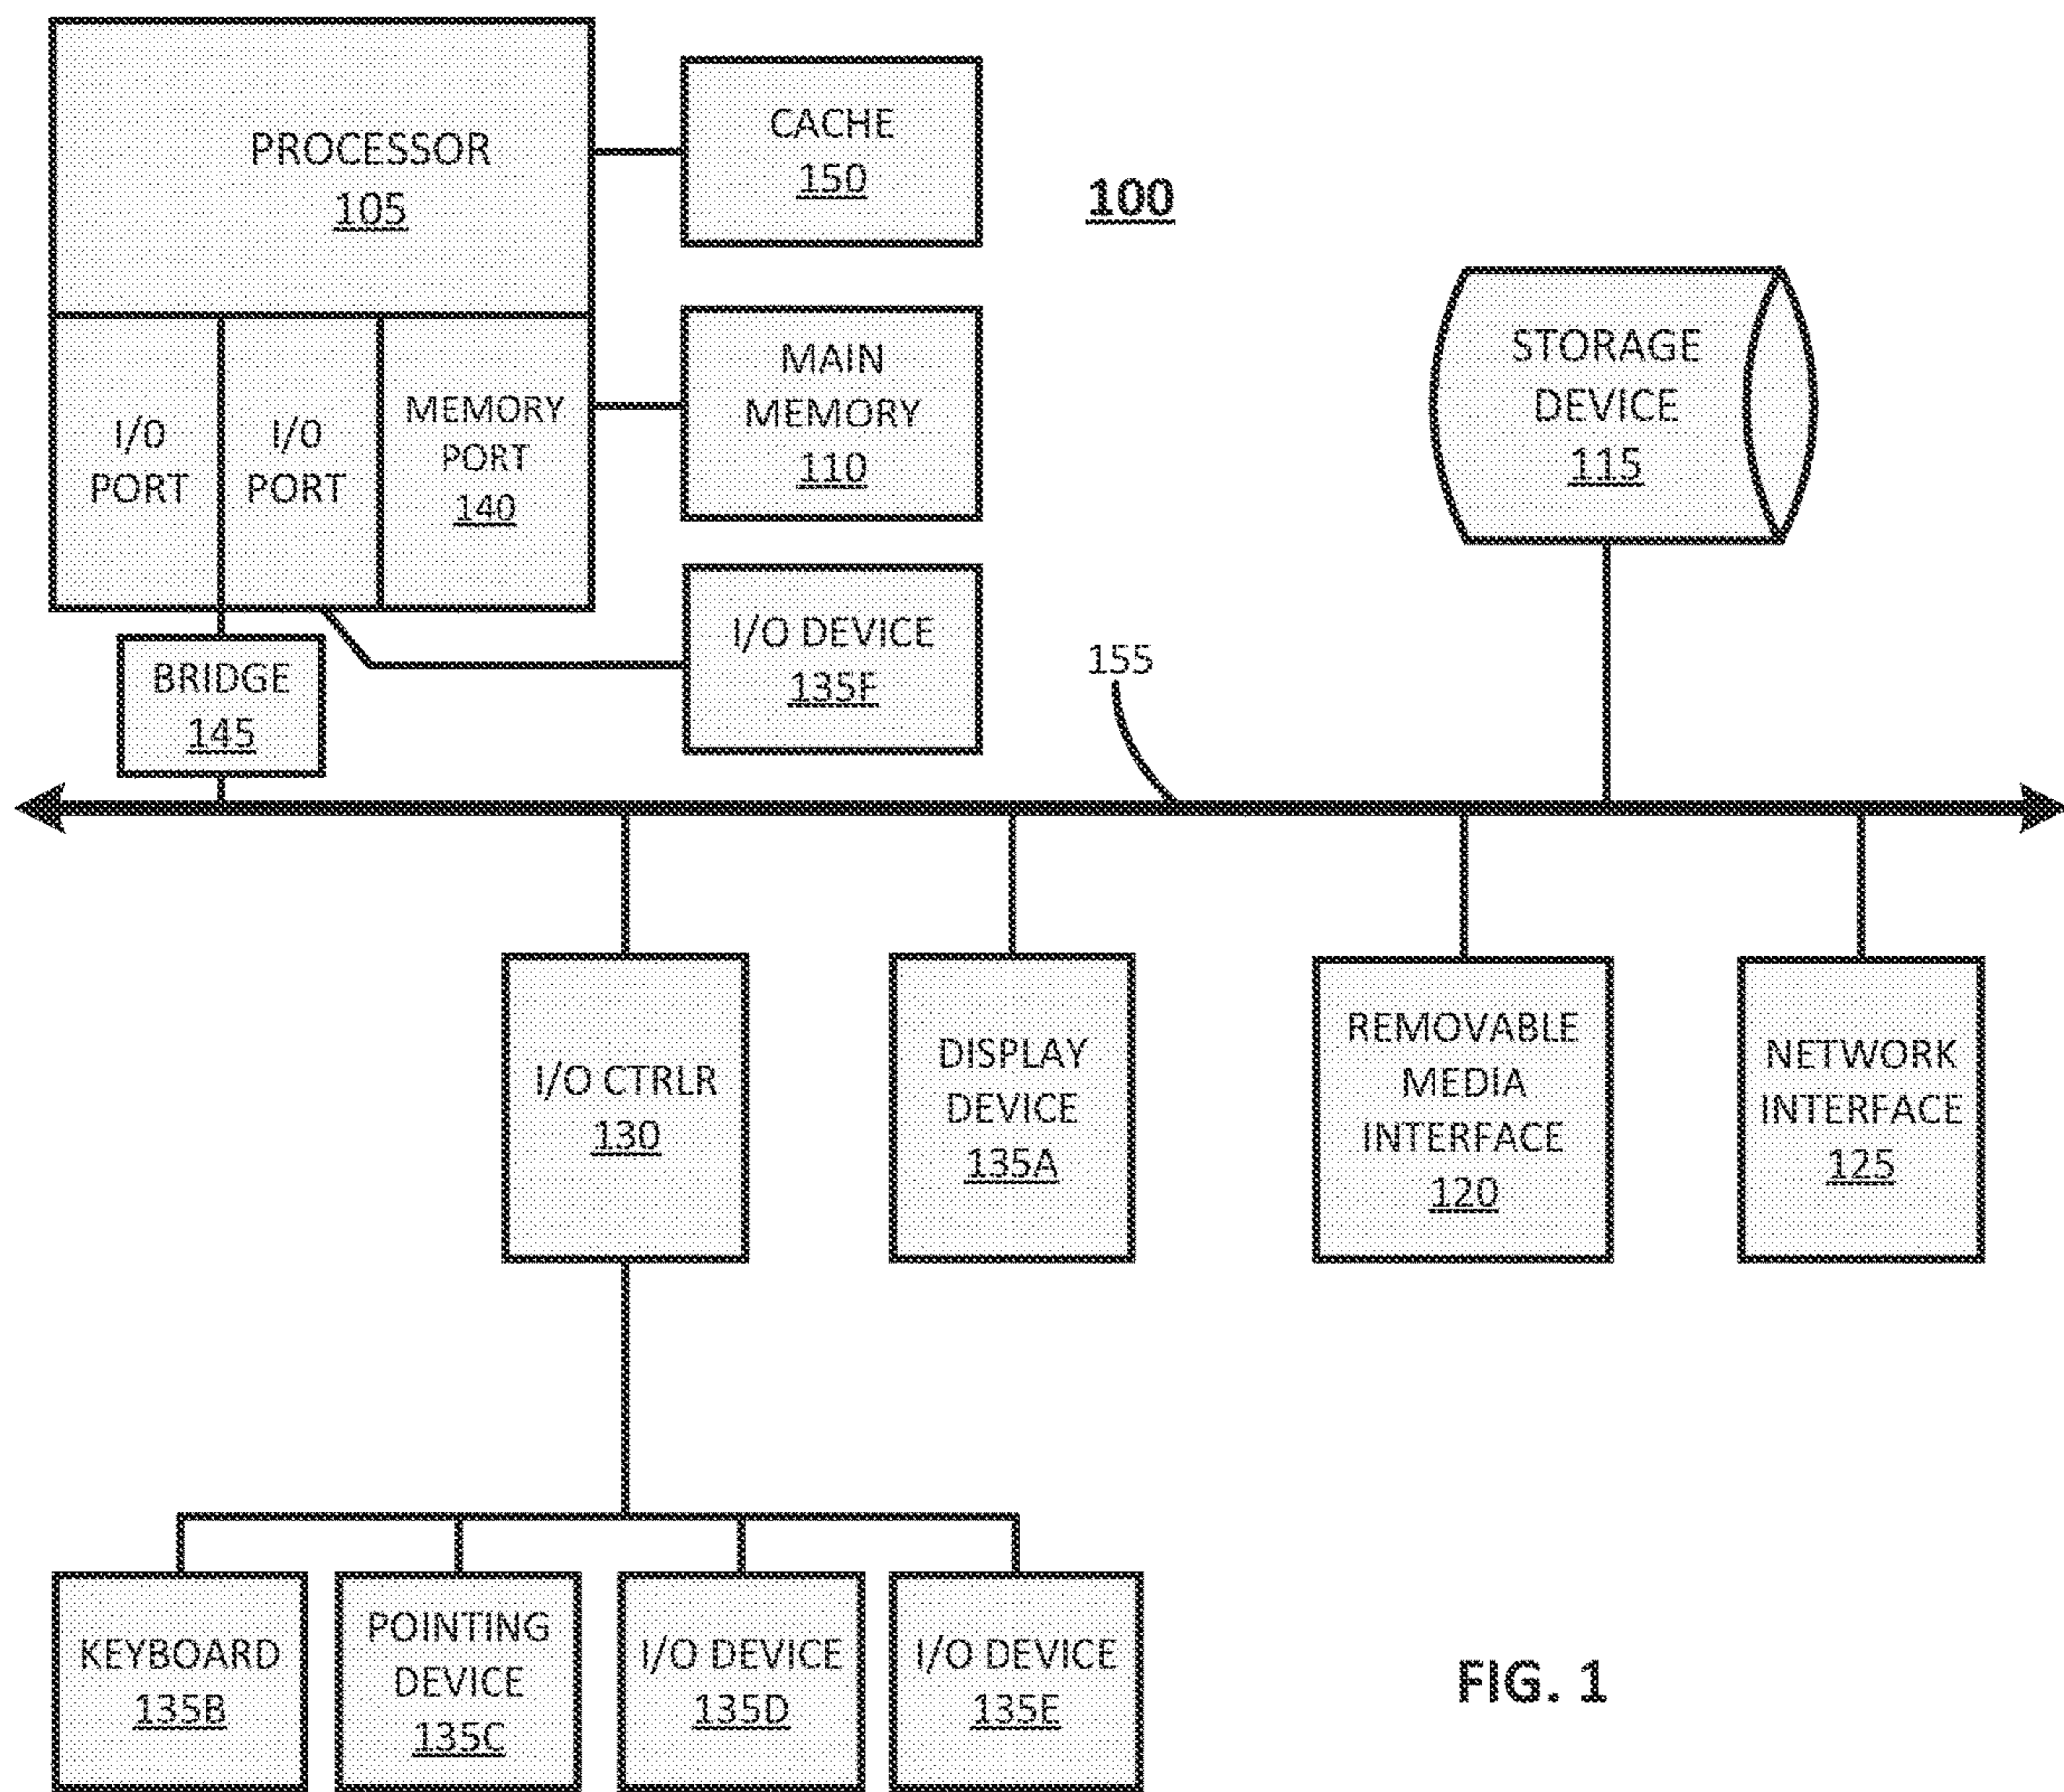 PROCESSOR
105
CACHE
150
100
I/0
PORT
I/0
PORT
MEMORY
PORT
140
MAIN
MEMORY
110
STORAGE
DEVICE
115
I/O DEVICE
135F
BRIDGE
145
155
I/O CTRLR
130
DISPLAY
DEVICE
135A
REMOVABLE
MEDIA
INTERFACE
120
NETWORK
INTERFACE
125
KEYBOARD
135B
POINTING
DEVICE
135C
I/O DEVICE
135D
I/O DEVICE
135E
FIG. 1